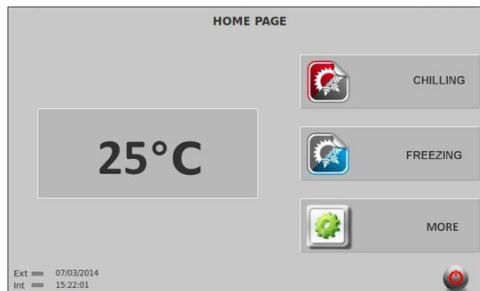 HOME PAGE
25°C
CHILLING
FREEZING
MORE
Ext 07/03/2014
Int 15:22:01